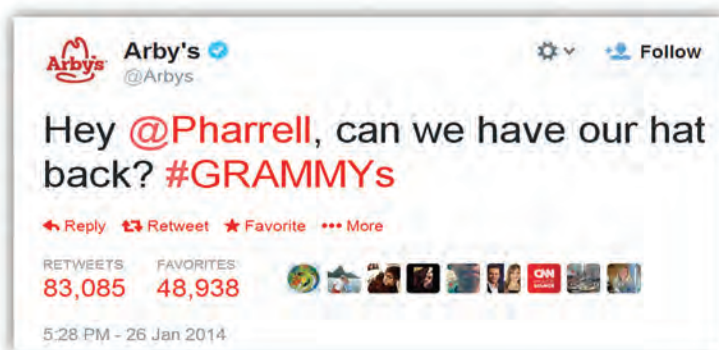 Arby's
Arby's
@Arbys
Follow
Hey @Pharrell, can we have our hat
back? #GRAMMYs
Reply Retweet Favorite More
RETWEETS FAVORITES
83,085 48,938
CNN
5:28 PM - 26 Jan 2014